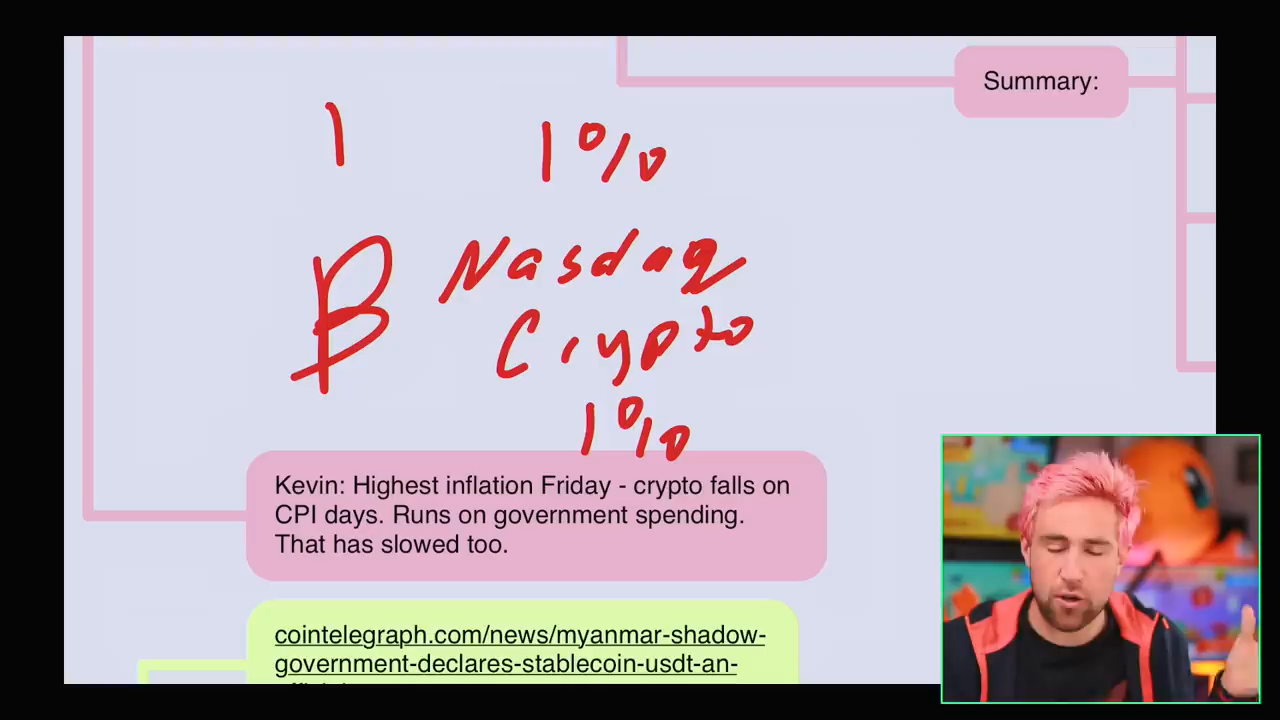 Summary:
1 1%
B Nasdaq
Crypto
1%
Kevin: Highest inflation Friday - crypto falls on
CPI days. Runs on government spending.
That has slowed too.
cointelegraph.com/news/myanmar-shadow-
government-declares-stablecoin-usdt-an-